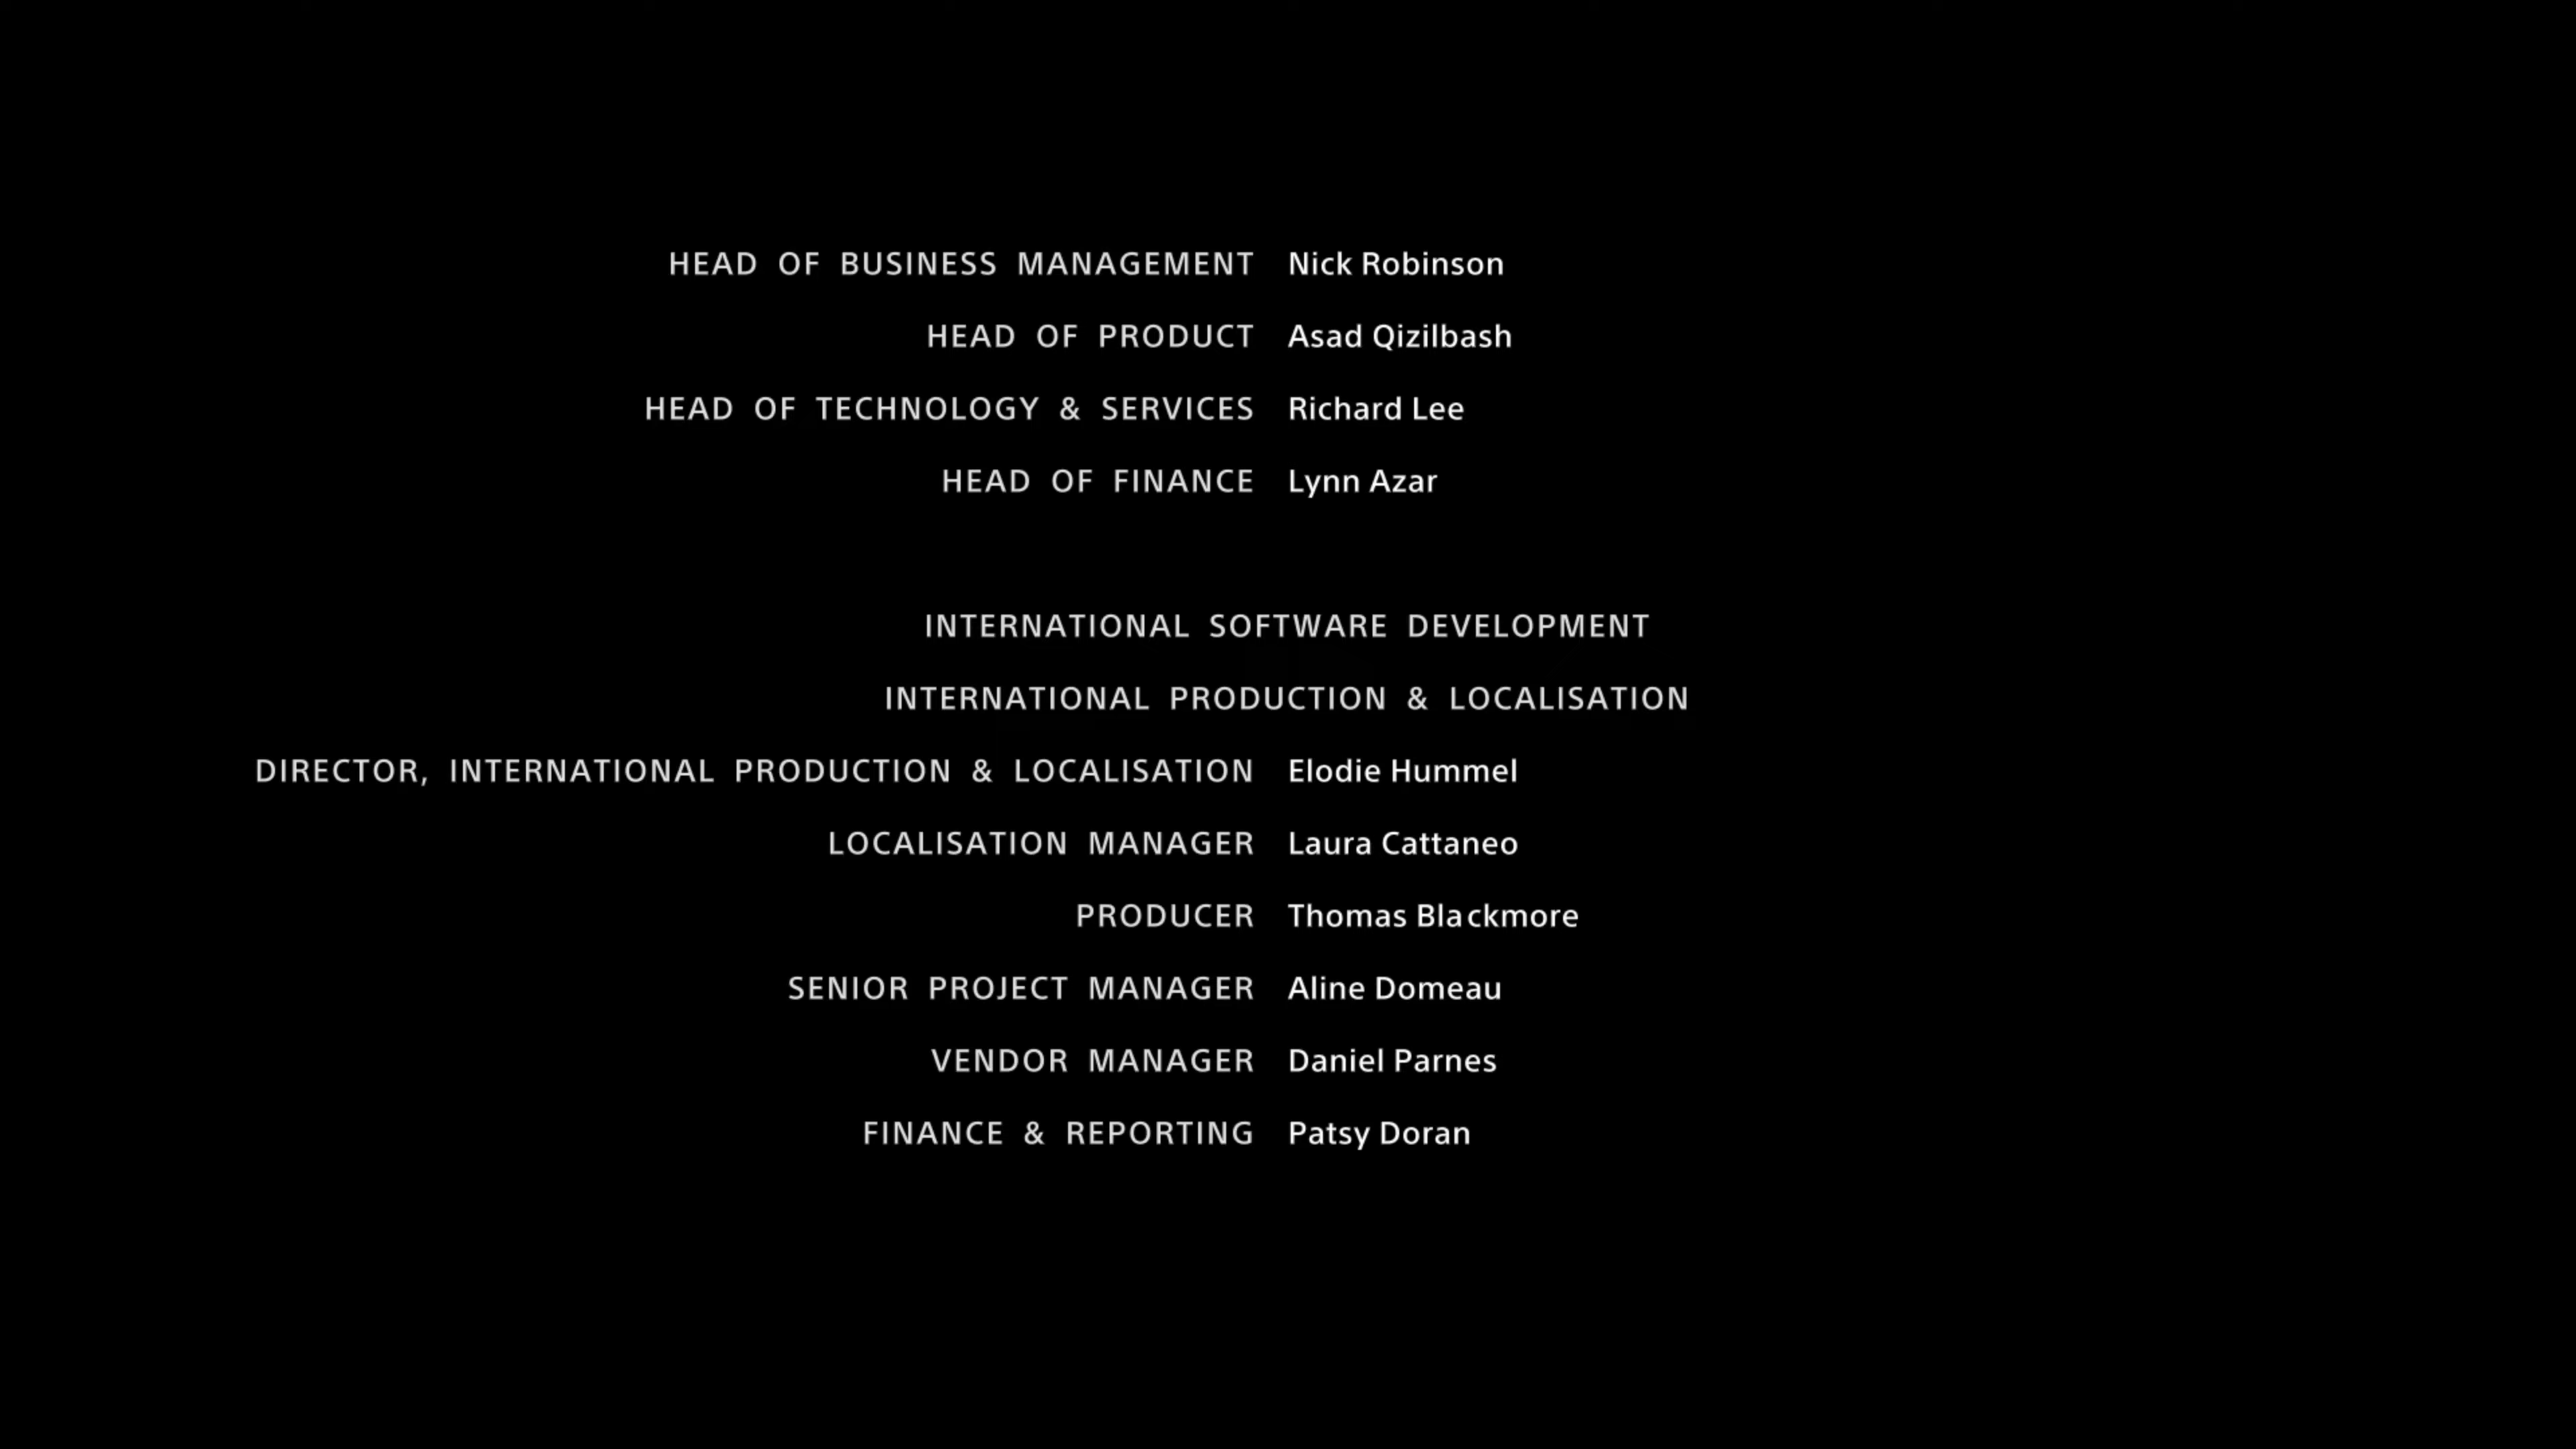 HEAD OF BUSINESS MANAGEMENT Nick Robinson
HEAD OF PRODUCT Asad Qizilbash
HEAD OF TECHNOLOGY & SERVICES Richard Lee
HEAD OF FINANCE Lynn Azar
INTERNATIONAL SOFTWARE DEVELOPMENT
INTERNATIONAL PRODUCTION & LOCALISATION
DIRECTOR, INTERNATIONAL PRODUCTION & LOCALISATION Elodie Hummel
LOCALISATION MANAGER Laura Cattaneo
PRODUCER Thomas Blackmore
SENIOR PROJECT MANAGER Aline Domeau
VENDOR MANAGER Daniel Parnes
FINANCE & REPORTING Patsy Doran